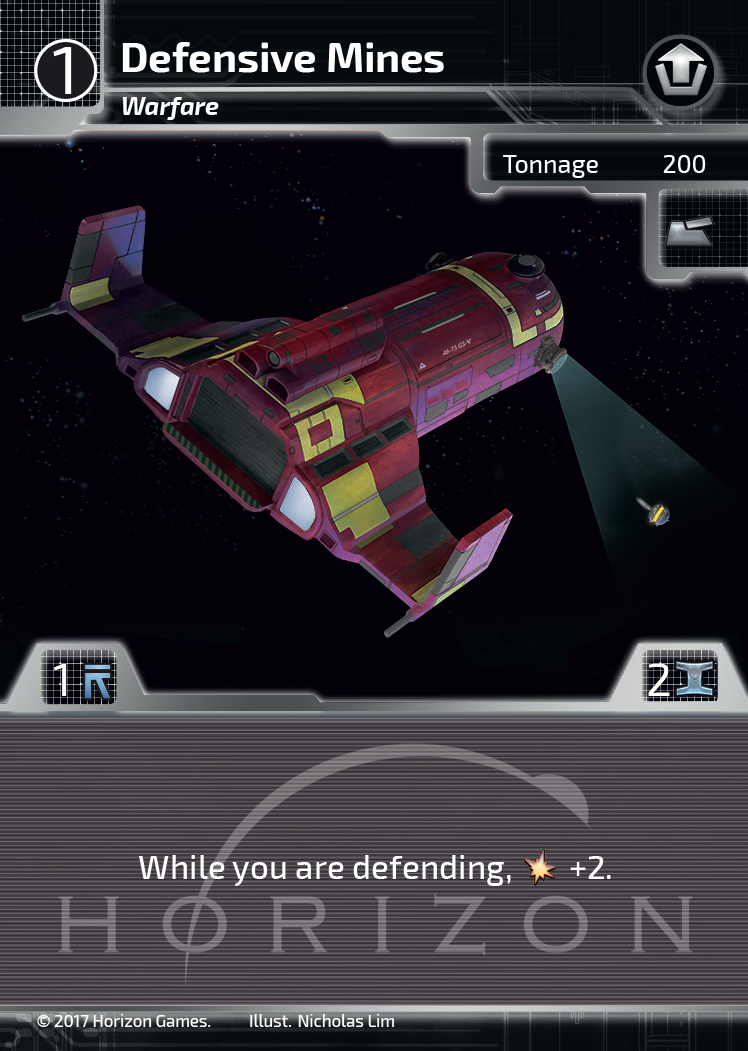 1
Defensive Mines
Warfare
Tonnage 200
46-73 GS-V
1
2
While you are defending, +2.
HORIZON
© 2017 Horizon Games. Illust. Nicholas Lim